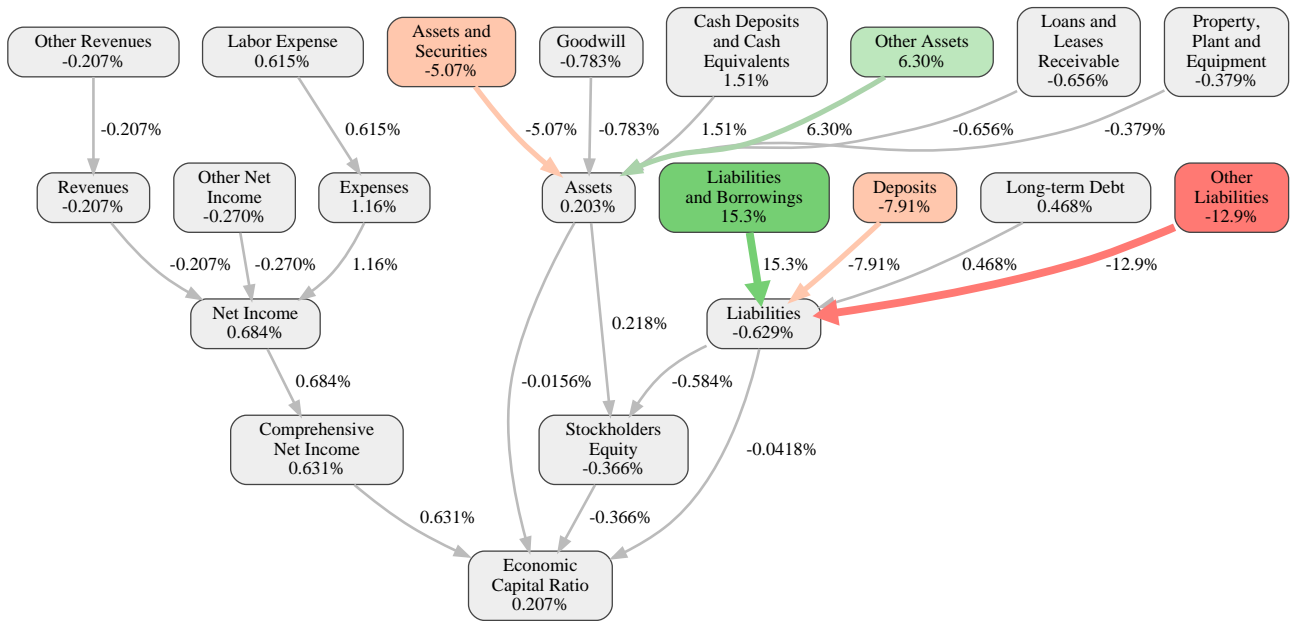 Other Revenues
-0.207%
Labor Expense
0.615%
Assets and
Securities
-5.07%
Goodwill
-0.783%
Cash Deposits
and Cash
Equivalents
1.51%
Other Assets
6.30%
Loans and
Leases
Receivable
-0.656%
Property,
Plant and
Equipment
-0.379%
-0.207%
0.615%
-5.07%
-0.783%
1.51%
6.30%
-0.656%
-0.379%
Revenues
-0.207%
Other Net
Income
-0.270%
Expenses
1.16%
Assets
0.203%
Liabilities
and Borrowings
15.3%
Deposits
-7.91%
Long-term Debt
0.468%
Other
Liabilities
-12.9%
-0.207%
-0.270%
1.16%
15.3%
-7.91%
0.468%
-12.9%
Net Income
0.684%
0.218%
Liabilities
-0.629%
0.684%
-0.0156%
-0.584%
Comprehensive
Net Income
0.631%
Stockholders
Equity
-0.366%
-0.0418%
0.631%
-0.366%
Economic
Capital Ratio
0.207%